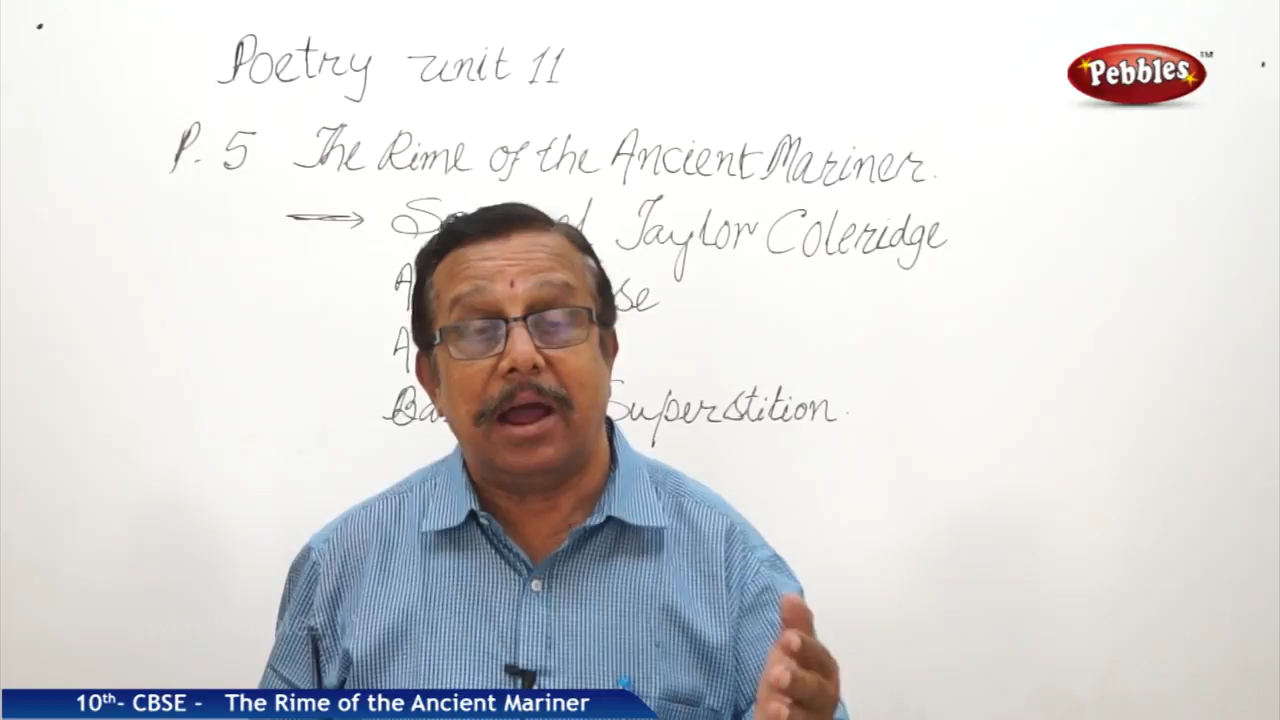 Poetry unit 11
Pebbles™
P. 5 The Rime of the Ancient Mariner.
Taylor Coleridge
Superstition.
10th- CBSE - The Rime of the Ancient Mariner